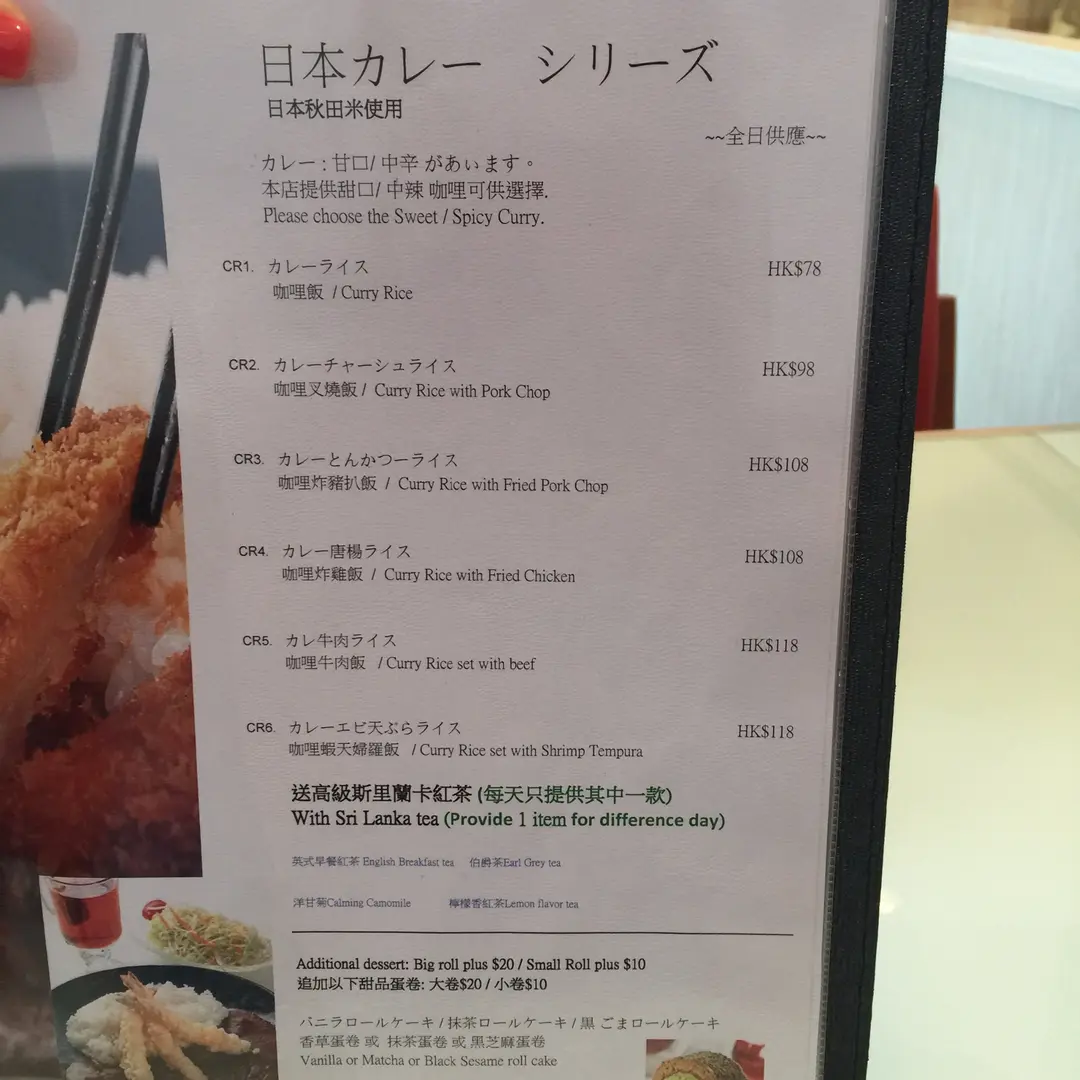 日本カレー シリーズ
日本秋田米使用
~~全日供應~~
カレー : 甘口/ 中辛 があぃます。
本店提供甜口/ 中辣 咖哩可供選擇.
Please choose the Sweet / Spicy Curry.
CR1. カレーライス HK$78
咖哩飯 / Curry Rice
CR2. カレーチャーシュライス HK$98
咖哩叉燒飯 / Curry Rice with Pork Chop
CR3. カレーとんかつーライス HK$108
咖哩炸豬扒飯 / Curry Rice with Fried Pork Chop
CR4. カレー唐楊ライス HK$108
咖哩炸雞飯 / Curry Rice with Fried Chicken
CR5. カレ牛肉ライス HK$118
咖哩牛肉飯 / Curry Rice set with beef
CR6. カレーエビ天ぷらライス HK$118
咖哩蝦天婦羅飯 / Curry Rice set with Shrimp Tempura
送高級斯里蘭卡紅茶 (每天只提供其中一款)
With Sri Lanka tea (Provide 1 item for difference day)
英式早餐紅茶 English Breakfast tea 伯爵茶Earl Grey tea
洋甘菊Calming Camomile 檸檬香紅茶Lemon flavor tea
Additional dessert: Big roll plus $20 / Small Roll plus $10
追加以下甜品蛋卷: 大卷$20 / 小卷$10
バニラロールケーキ / 抹茶ロールケーキ / 黒 ごまロールケーキ
香草蛋卷 或 抹茶蛋卷 或 黑芝麻蛋卷
Vanilla or Matcha or Black Sesame roll cake